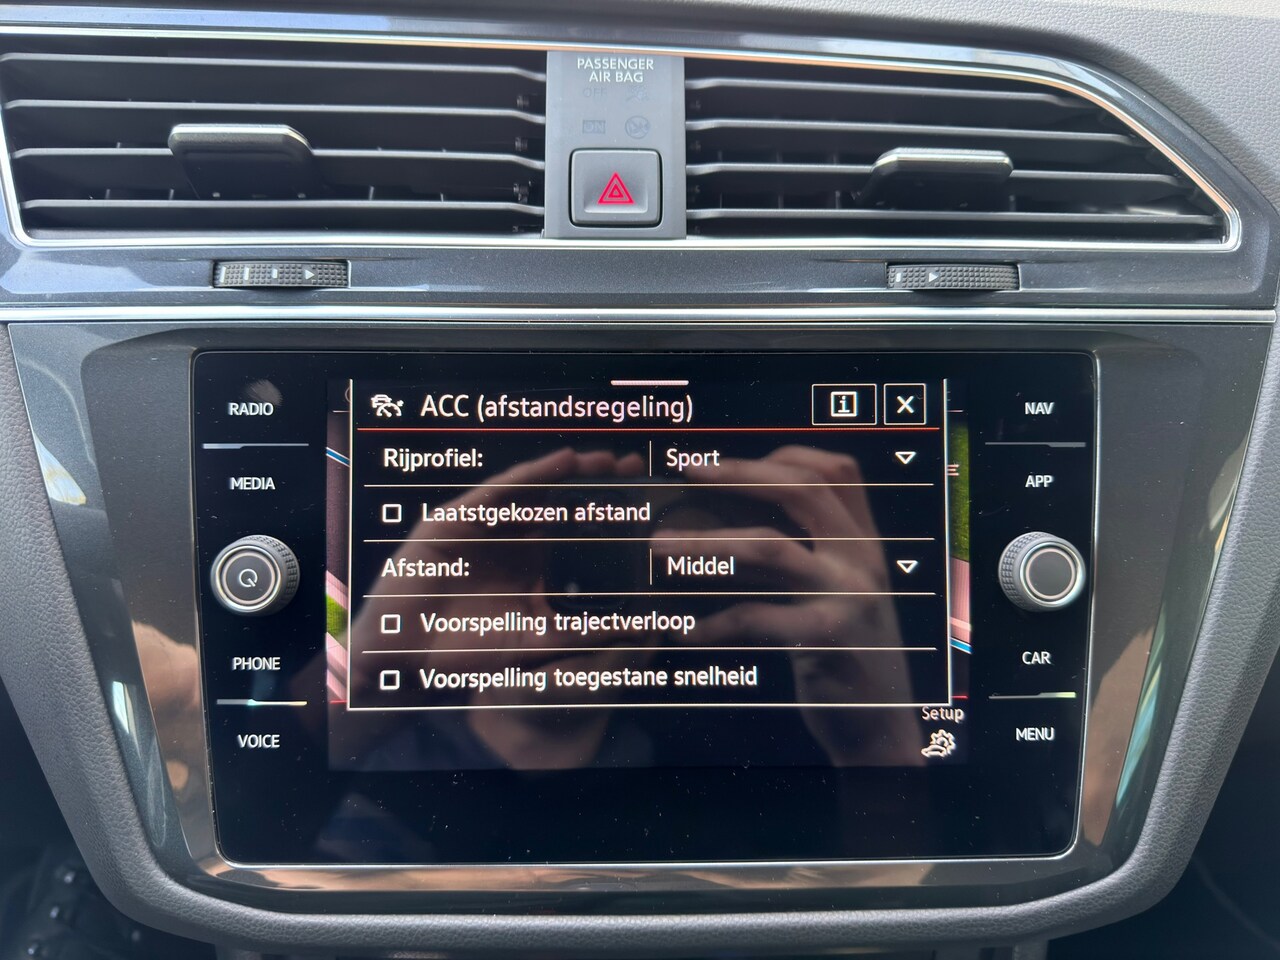 PASSENGER
AIR BAG
OFF
ON
RADIO
MEDIA
PHONE
VOICE
ACC (afstandsregeling)
i
X
Rijprofiel: Sport
Laatstgekozen afstand
Afstand: Middel
Voorspelling trajectverloop
Voorspelling toegestane snelheid
Setup
NAV
APP
CAR
MENU